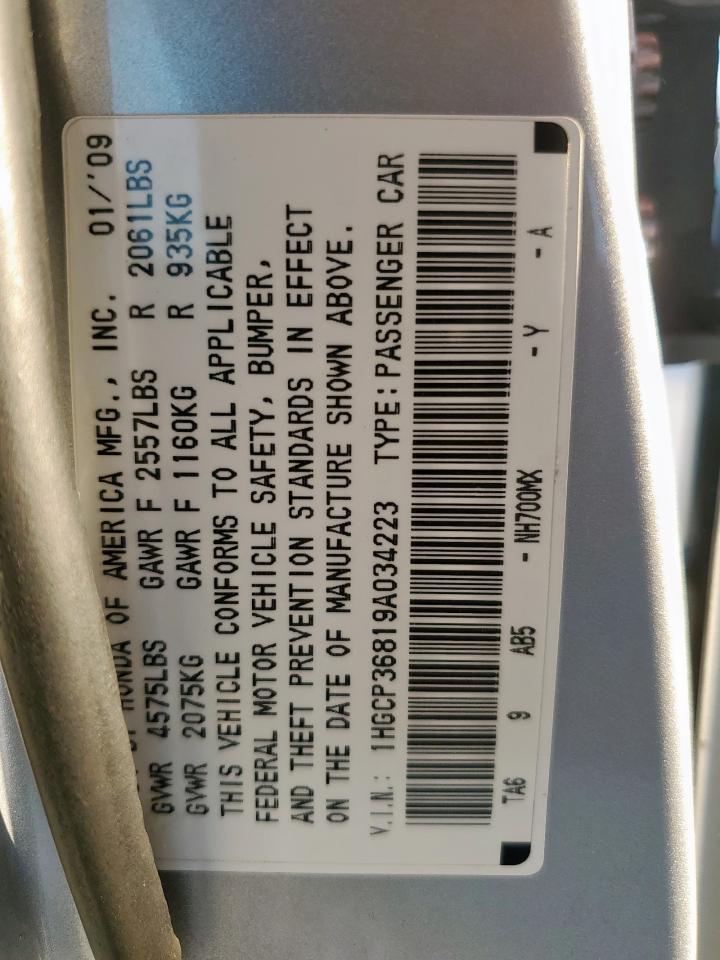 HONDA OF AMERICA MFG., INC. 01/'09
GVWR 4575LBS GAWR F 2557LBS R 2061LBS
GVWR 2075KG GAWR F 1160KG R 935KG
THIS VEHICLE CONFORMS TO ALL APPLICABLE
FEDERAL MOTOR VEHICLE SAFETY, BUMPER,
AND THEFT PREVENTION STANDARDS IN EFFECT
ON THE DATE OF MANUFACTURE SHOWN ABOVE.
V.I.N.: 1HGCP36819A034223 TYPE:PASSENGER CAR
TA6 9 AB5 - NH700MX - Y - A